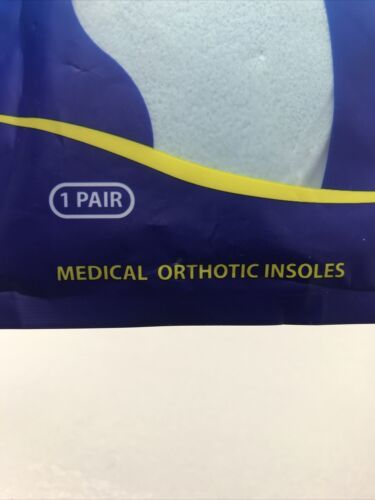 1 PAIR
MEDICAL ORTHOTIC INSOLES